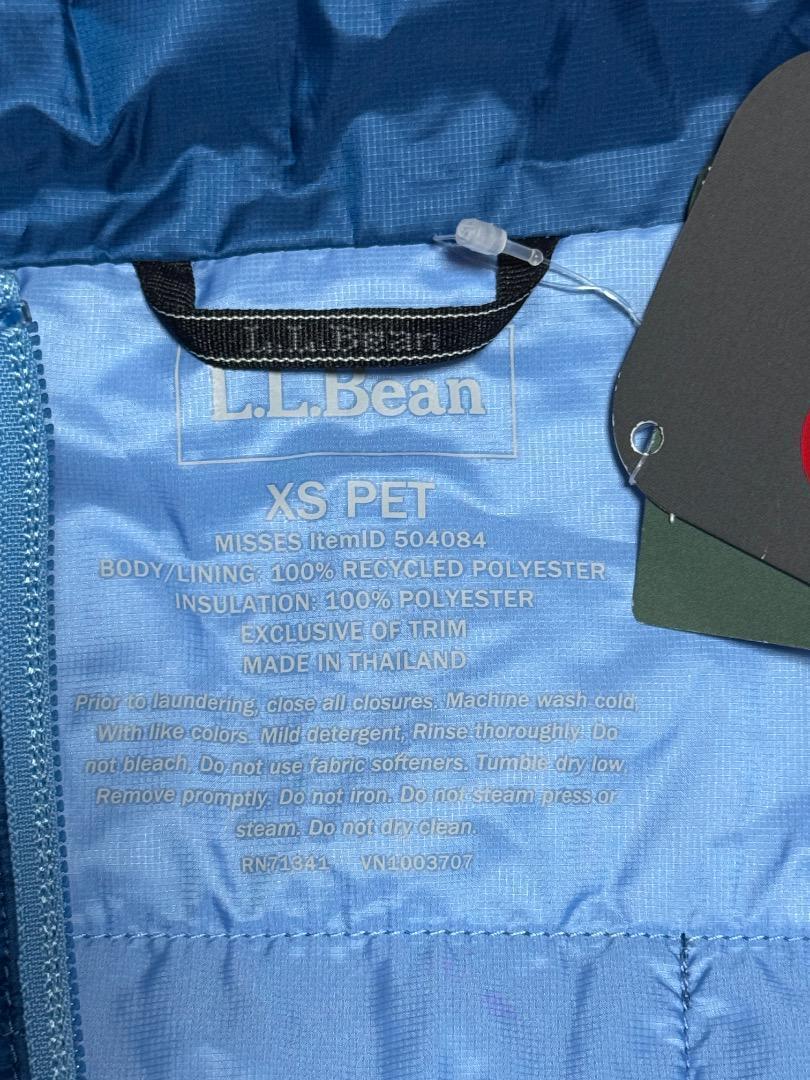 L.L.Bean
L.L.Bean
XS PET
MISSES ItemID 504084
BODY/LINING: 100% RECYCLED POLYESTER
INSULATION: 100% POLYESTER
EXCLUSIVE OF TRIM
MADE IN THAILAND
Prior to laundering, close all closures. Machine wash cold,
With like colors. Mild detergent, Rinse thoroughly. Do
not bleach, Do not use fabric softeners. Tumble dry low,
Remove promptly. Do not iron. Do not steam press or
steam. Do not dry clean.
RN71341 VN1003707